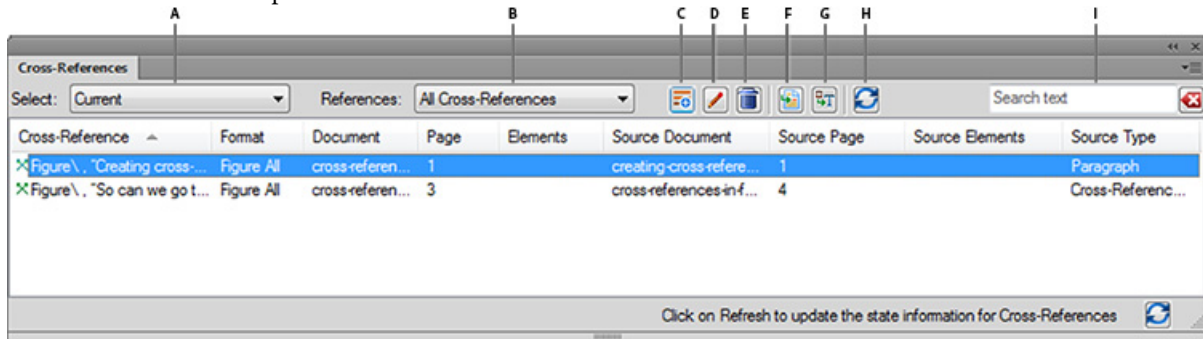 A B C D E F G H I
Cross-References
Select: Current References: All Cross-References Search text
Cross-Reference Format Document Page Elements Source Document Source Page Source Elements Source Type
Figure\ , "Creating cross-... Figure All cross-referen... 1 creating-cross-refere... 1 Paragraph
Figure\ , "So can we go t... Figure All cross-referen... 3 cross-references-in-f... 4 Cross-Referenc...
Click on Refresh to update the state information for Cross-References